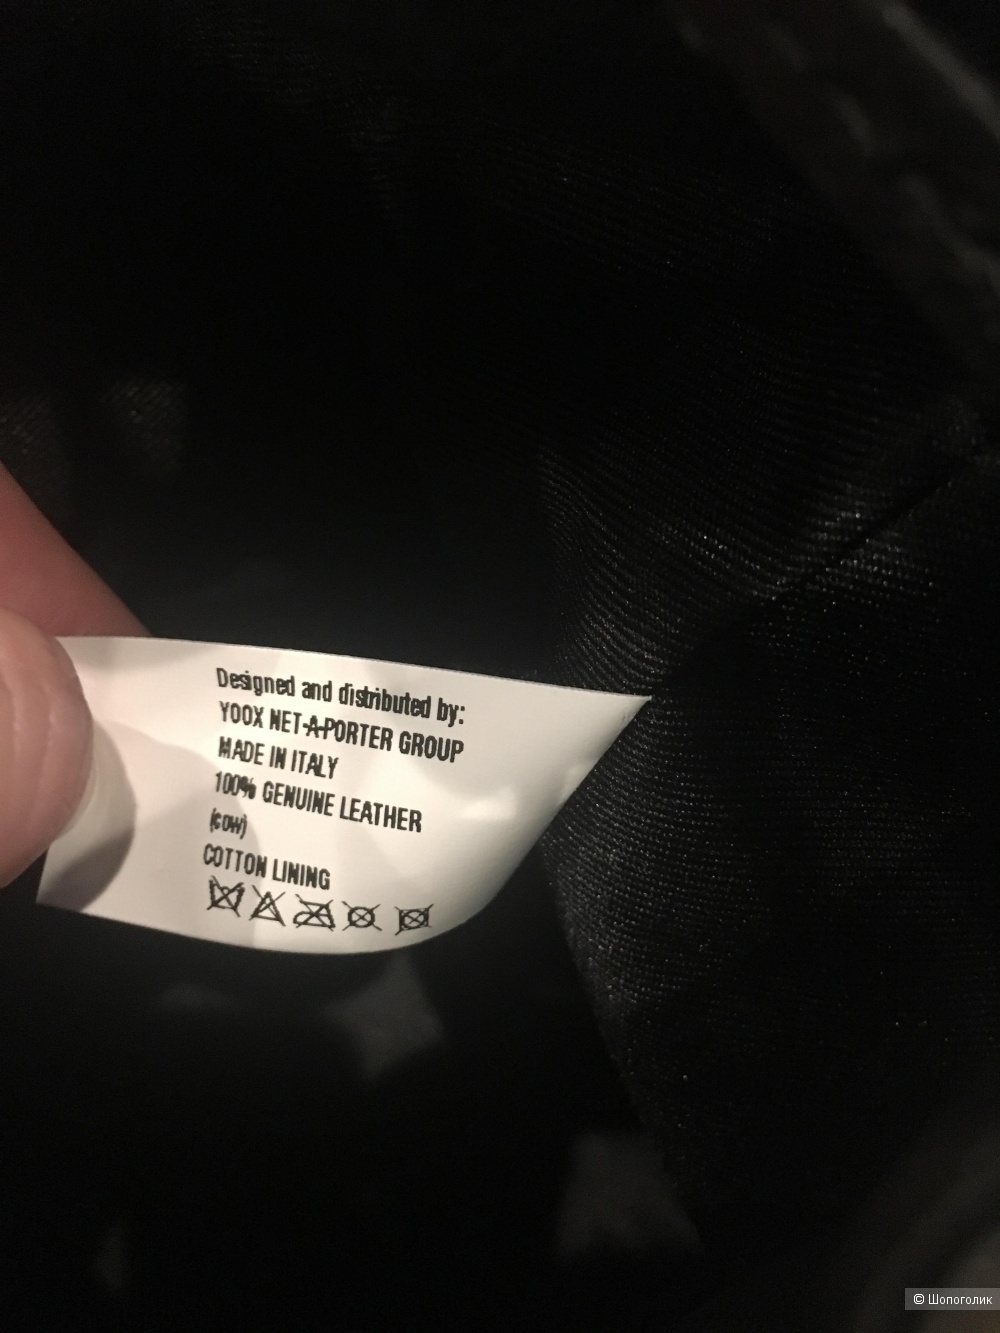 Designed and distributed by:
YOOX NET-A-PORTER GROUP
MADE IN ITALY
100% GENUINE LEATHER
(cow)
COTTON LINING
© Шопоголик